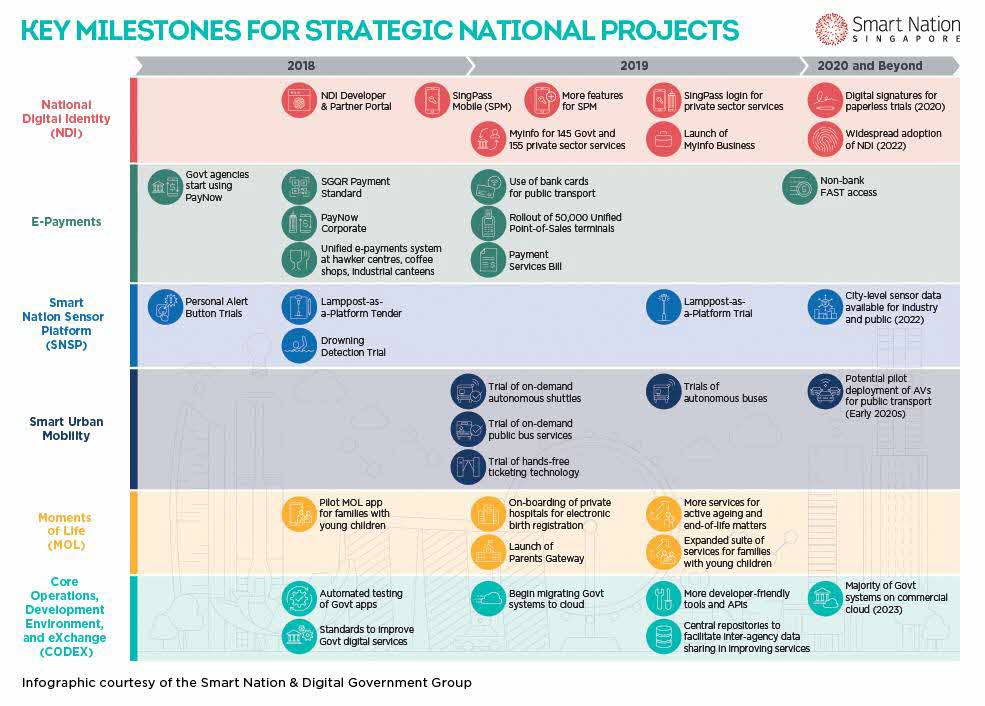 KEY MILESTONES FOR STRATEGIC NATIONAL PROJECTS
Smart Nation
SINGAPORE
2018
2019
2020 and Beyond
National
Digital Identity
(NDI)
NDI Developer
& Partner Portal
SingPass
Mobile (SPM)
More features
for SPM
SingPass login for
private sector services
Digital signatures for
paperless trials (2020)
MyInfo for 145 Govt and
155 private sector services
Launch of
MyInfo Business
Widespread adoption
of NDI (2022)
E-Payments
Govt agencies
start using
PayNow
SGQR Payment
Standard
Use of bank cards
for public transport
Non-bank
FAST access
PayNow
Corporate
Rollout of 50,000 Unified
Point-of-Sales terminals
Unified e-payments system
at hawker centres, coffee
shops, industrial canteens
Payment
Services Bill
Smart
Nation Sensor
Platform
(SNSP)
Personal Alert
Button Trials
Lamppost-as-
a-Platform Tender
Lamppost-as-
a-Platform Trial
City-level sensor data
available for industry
and public (2022)
Drowning
Detection Trial
Smart Urban
Mobility
Trial of on-demand
autonomous shuttles
Trials of
autonomous buses
Potential pilot
deployment of AVs
for public transport
(Early 2020s)
Trial of on-demand
public bus services
Trial of hands-free
ticketing technology
Moments
of Life
(MOL)
Pilot MOL app
for families with
young children
On-boarding of private
hospitals for electronic
birth registration
More services for
active ageing and
end-of-life matters
Launch of
Parents Gateway
Expanded suite of
services for families
with young children
Core
Operations,
Development
Environment,
and eXchange
(CODEX)
Automated testing
of Govt apps
Begin migrating Govt
systems to cloud
More developer-friendly
tools and APIs
Majority of Govt
systems on commercial
cloud (2023)
Standards to improve
Govt digital services
Central repositories to
facilitate inter-agency data
sharing in improving services
Infographic courtesy of the Smart Nation & Digital Government Group